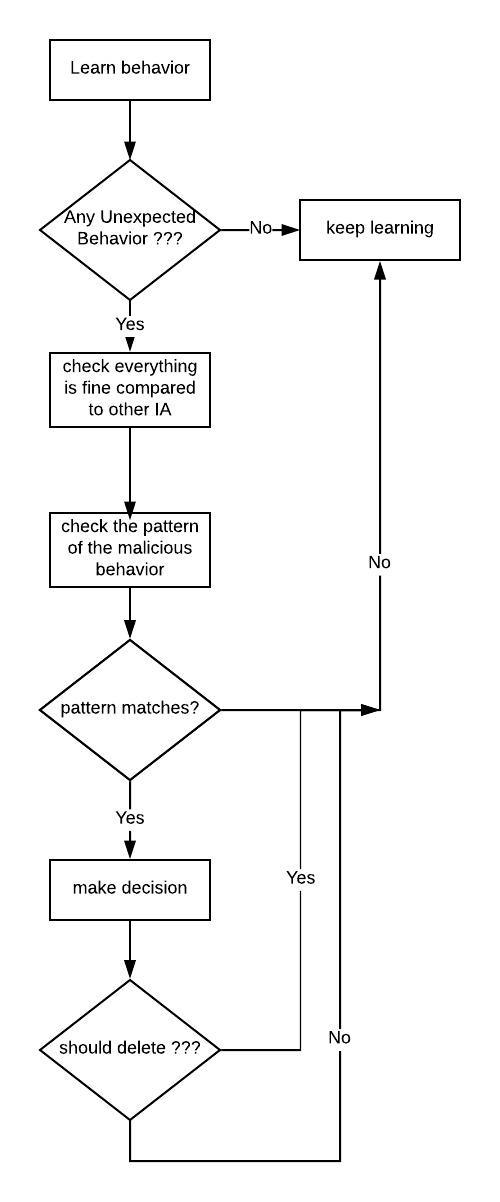 Learn behavior
Any Unexpected
Behavior ???
No
keep learning
Yes
check everything
is fine compared
to other IA
check the pattern
of the malicious
behavior
No
pattern matches?
Yes
make decision
Yes
should delete ???
No